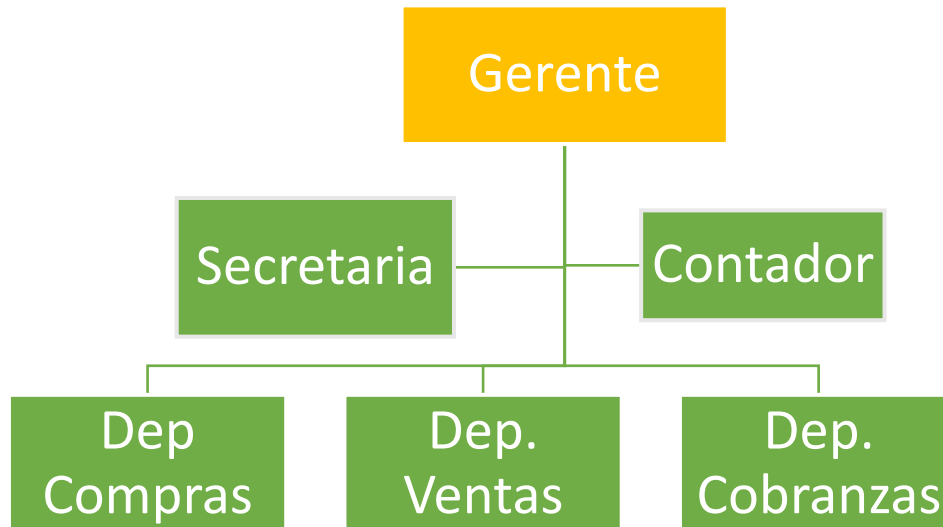 Gerente
Secretaria
Contador
Dep
Compras
Dep.
Ventas
Dep.
Cobranzas